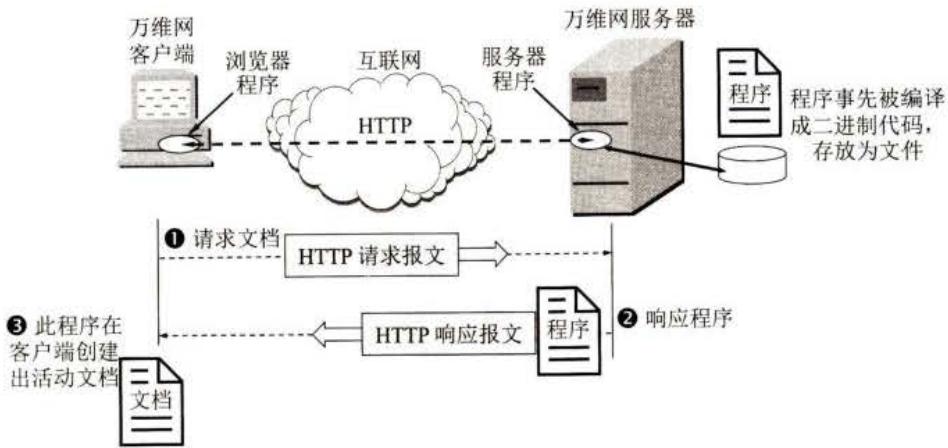 万维网
客户端
浏览器
程序
互联网
HTTP
服务器
程序
万维网服务器
程序
程序事先被编译
成二进制代码，
存放为文件
❶ 请求文档
HTTP 请求报文
HTTP 响应报文
程序
❷ 响应程序
❸ 此程序在
客户端创建
出活动文档
文档